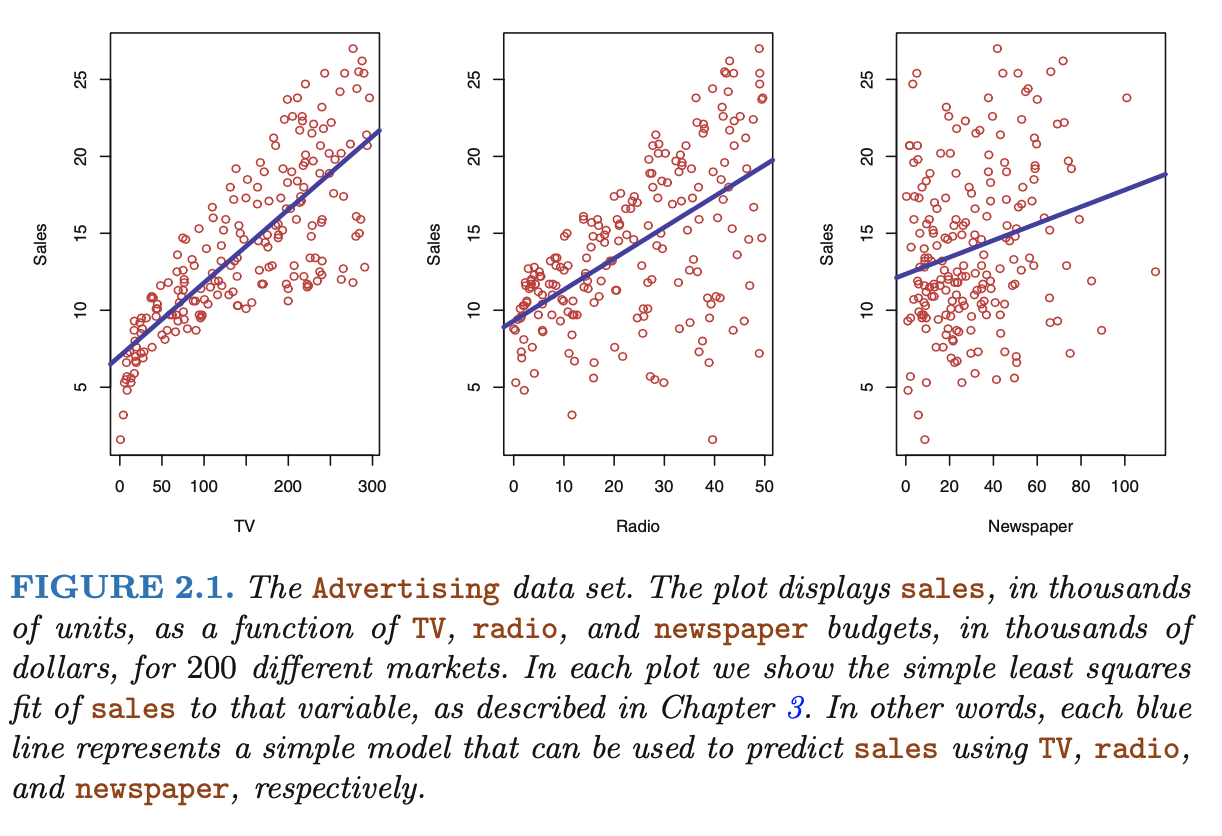 Sales
5 10 15 20 25
0 50 100 200 300
TV
Sales
5 10 15 20 25
0 10 20 30 40 50
Radio
Sales
5 10 15 20 25
0 20 40 60 80 100
Newspaper
FIGURE 2.1. The Advertising data set. The plot displays sales, in thousands
of units, as a function of TV, radio, and newspaper budgets, in thousands of
dollars, for 200 different markets. In each plot we show the simple least squares
fit of sales to that variable, as described in Chapter 3. In other words, each blue
line represents a simple model that can be used to predict sales using TV, radio,
and newspaper, respectively.